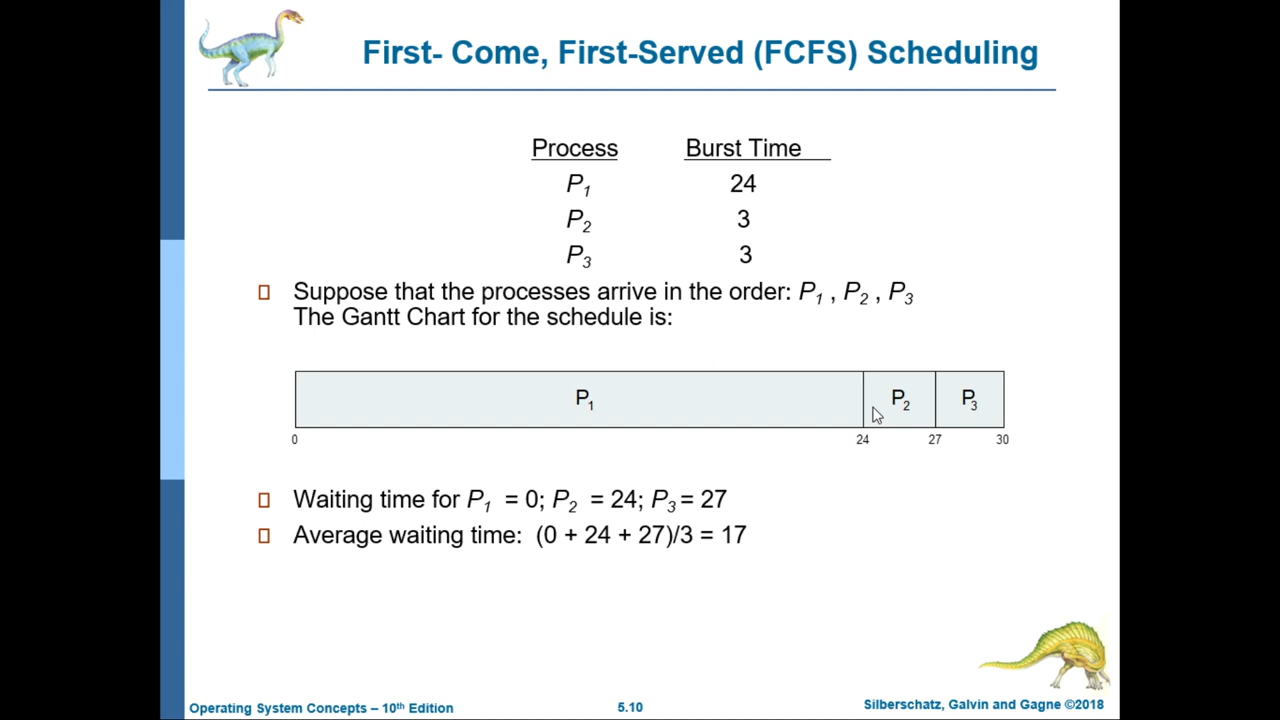 First- Come, First-Served (FCFS) Scheduling
Process Burst Time
P1 24
P2 3
P3 3
Suppose that the processes arrive in the order: P1 , P2 , P3
The Gantt Chart for the schedule is:
P1 P2 P3
0 24 27 30
Waiting time for P1 = 0; P2 = 24; P3 = 27
Average waiting time: (0 + 24 + 27)/3 = 17
Operating System Concepts – 10th Edition 5.10 Silberschatz, Galvin and Gagne ©2018